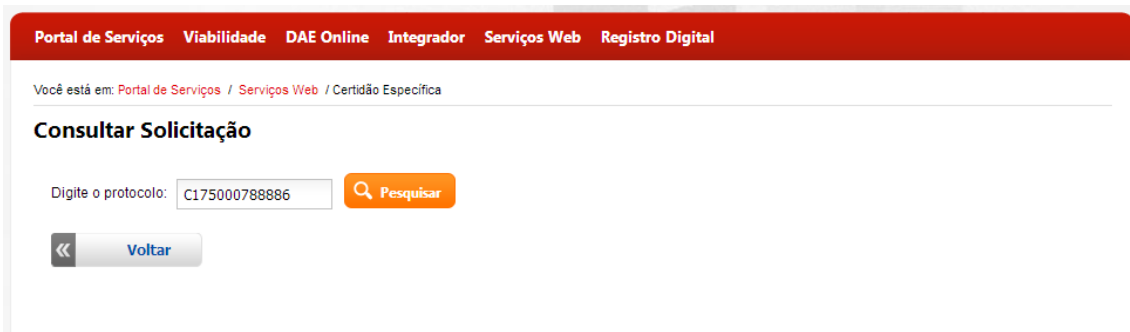 Portal de Serviços Viabilidade DAE Online Integrador Serviços Web Registro Digital
Você está em: Portal de Serviços / Serviços Web / Certidão Específica
Consultar Solicitação
Digite o protocolo: C175000788886 Pesquisar
Voltar